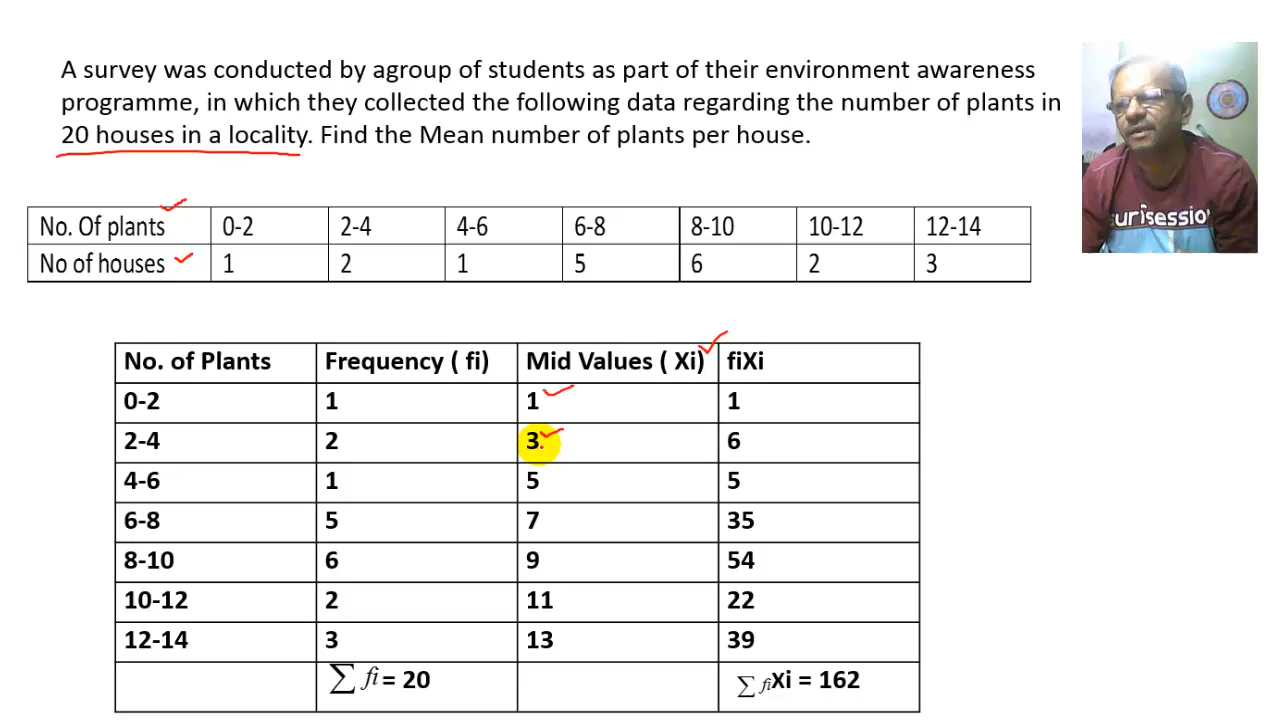 A survey was conducted by agroup of students as part of their environment awareness
programme, in which they collected the following data regarding the number of plants in
20 houses in a locality. Find the Mean number of plants per house.
No. Of plants 0-2 2-4 4-6 6-8 8-10 10-12 12-14
No of houses 1 2 1 5 6 2 3
No. of Plants Frequency ( fi) Mid Values ( Xi) fiXi
0-2 1 1 1
2-4 2 3 6
4-6 1 5 5
6-8 5 7 35
8-10 6 9 54
10-12 2 11 22
12-14 3 13 39
∑ fi = 20 ∑ fiXi = 162
urisessio